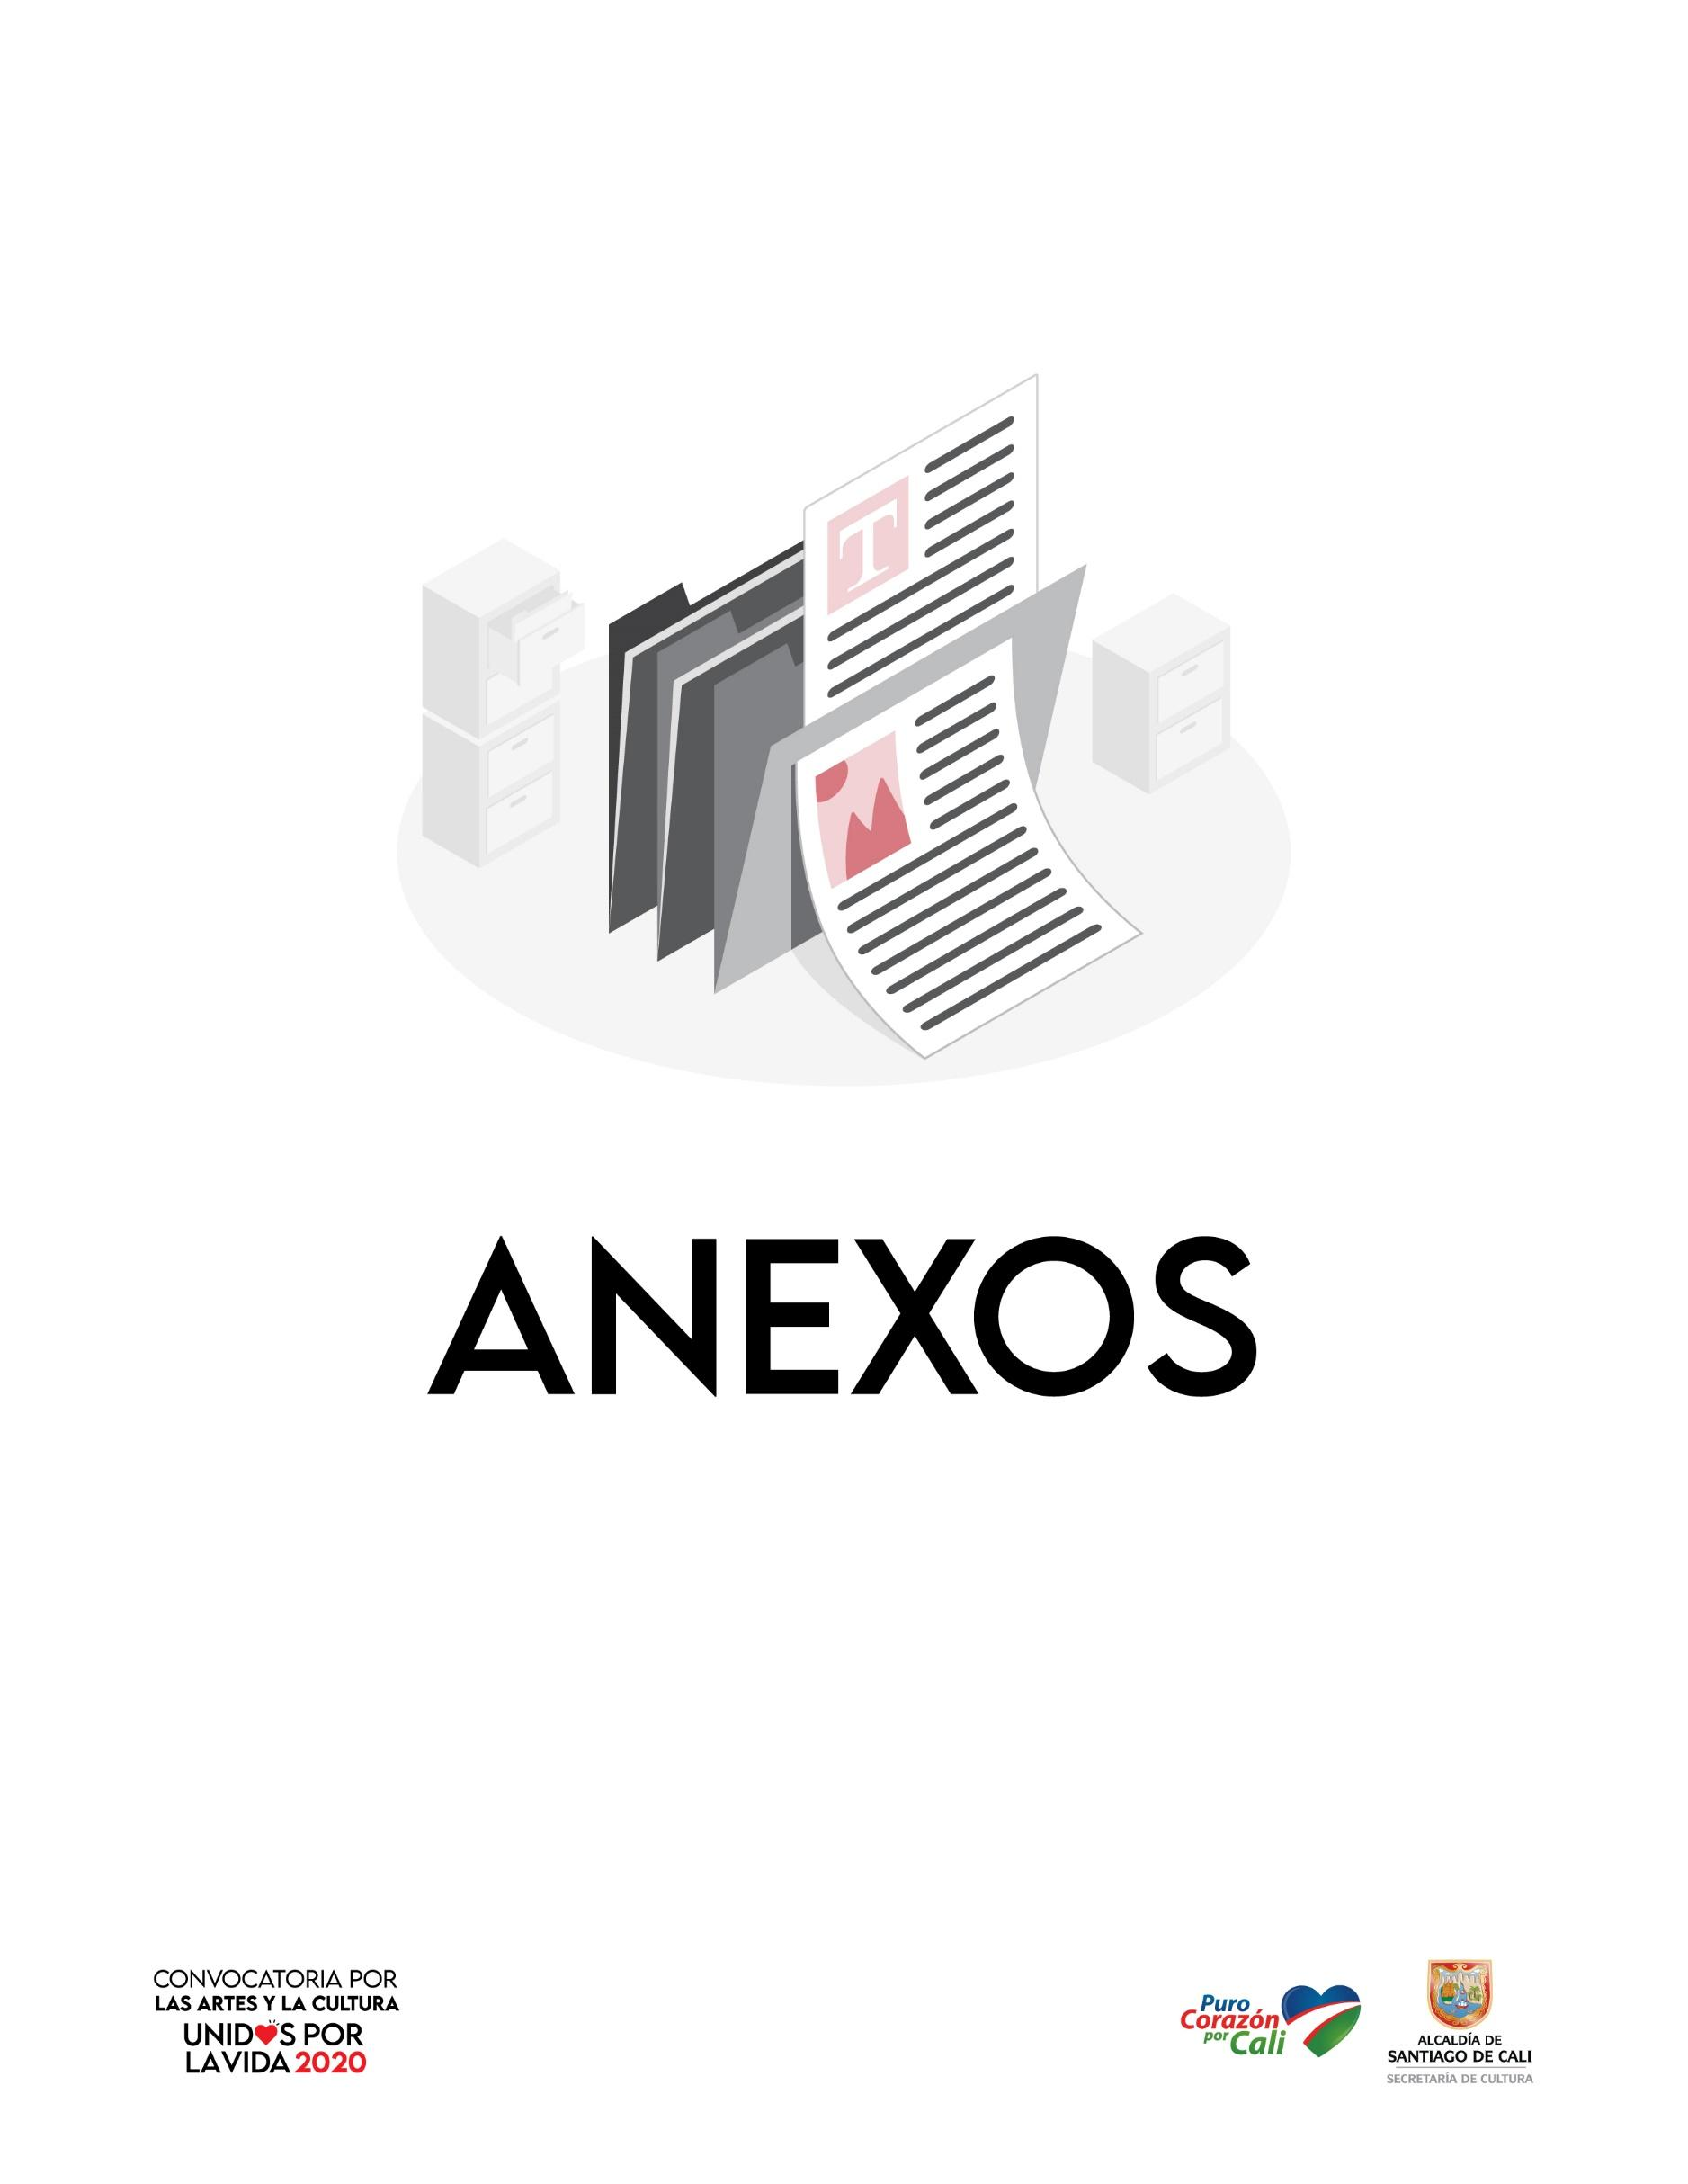 T
ANEXOS
CONVOCATORIA POR
LAS ARTES Y LA CULTURA
UNID♥S POR
LA VIDA 2020
Puro
Corazón
por Cali
ALCALDÍA DE
SANTIAGO DE CALI
SECRETARÍA DE CULTURA